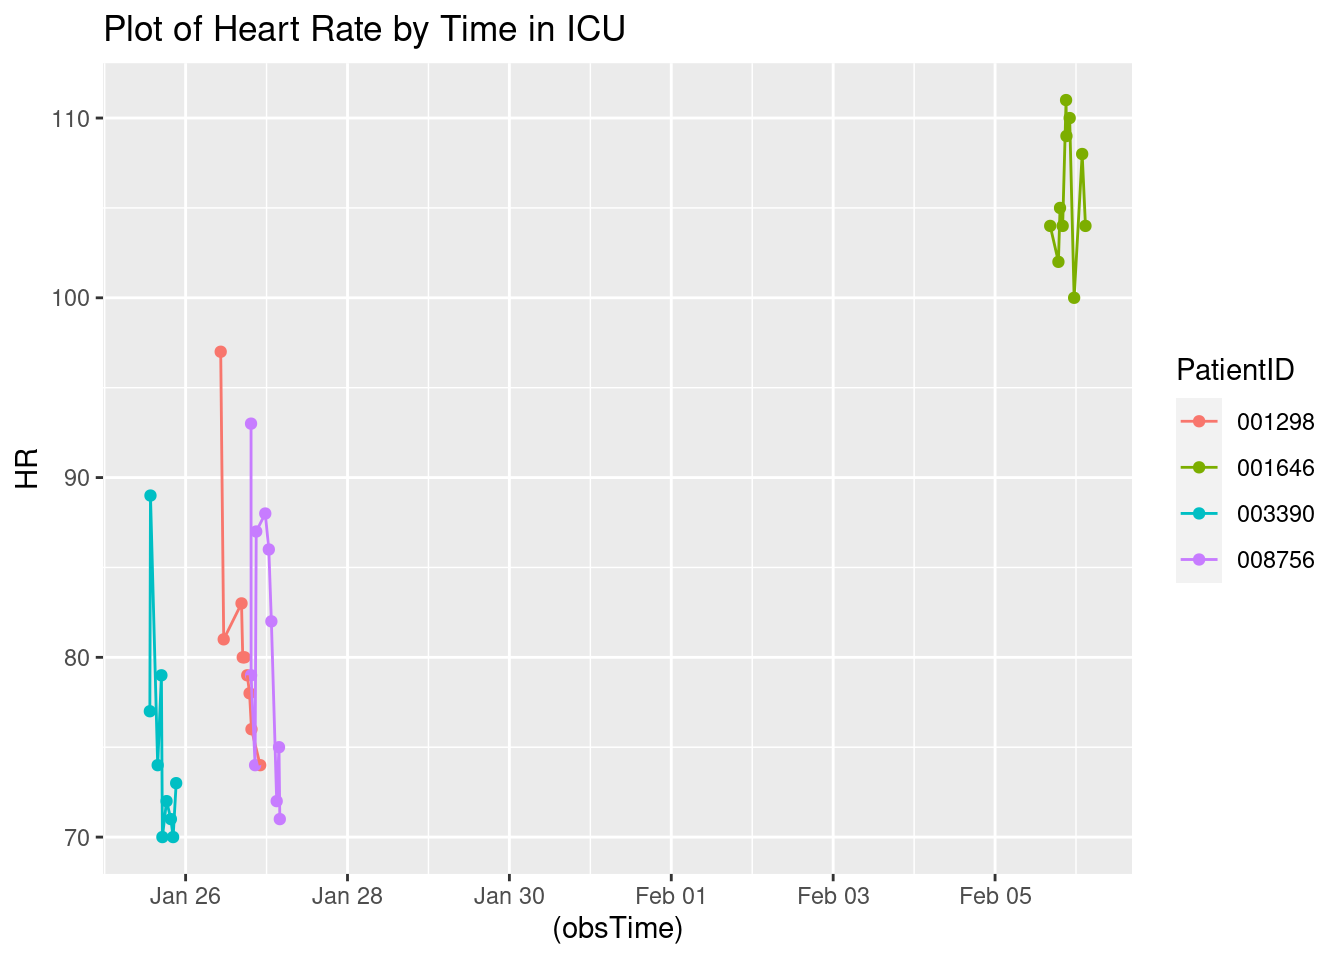 Plot of Heart Rate by Time in ICU
110
100
90
80
70
HR
Jan 26 Jan 28 Jan 30 Feb 01 Feb 03 Feb 05
(obsTime)
PatientID
001298
001646
003390
008756